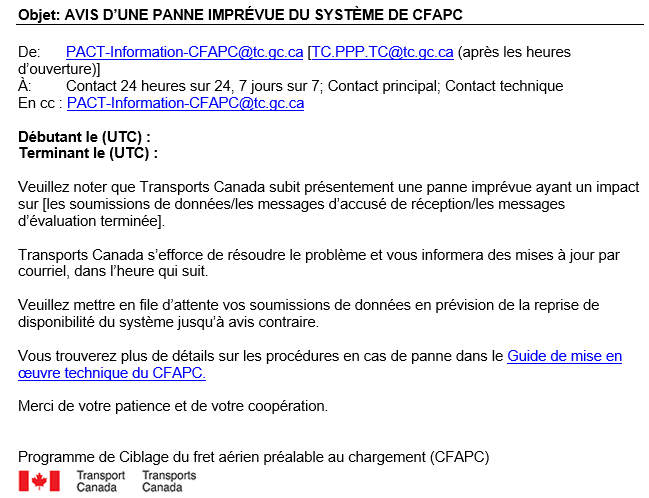 Objet: AVIS D’UNE PANNE IMPRÉVUE DU SYSTÈME DE CFAPC
De: PACT-Information-CFAPC@tc.gc.ca [TC.PPP.TC@tc.gc.ca (après les heures
d’ouverture)]
À: Contact 24 heures sur 24, 7 jours sur 7; Contact principal; Contact technique
En cc : PACT-Information-CFAPC@tc.gc.ca
Débutant le (UTC) :
Terminant le (UTC) :
Veuillez noter que Transports Canada subit présentement une panne imprévue ayant un impact
sur [les soumissions de données/les messages d’accusé de réception/les messages
d’évaluation terminée].
Transports Canada s’efforce de résoudre le problème et vous informera des mises à jour par
courriel, dans l’heure qui suit.
Veuillez mettre en file d’attente vos soumissions de données en prévision de la reprise de
disponibilité du système jusqu’à avis contraire.
Vous trouverez plus de détails sur les procédures en cas de panne dans le Guide de mise en
œuvre technique du CFAPC.
Merci de votre patience et de votre coopération.
Programme de Ciblage du fret aérien préalable au chargement (CFAPC)
Transport Transports
Canada Canada